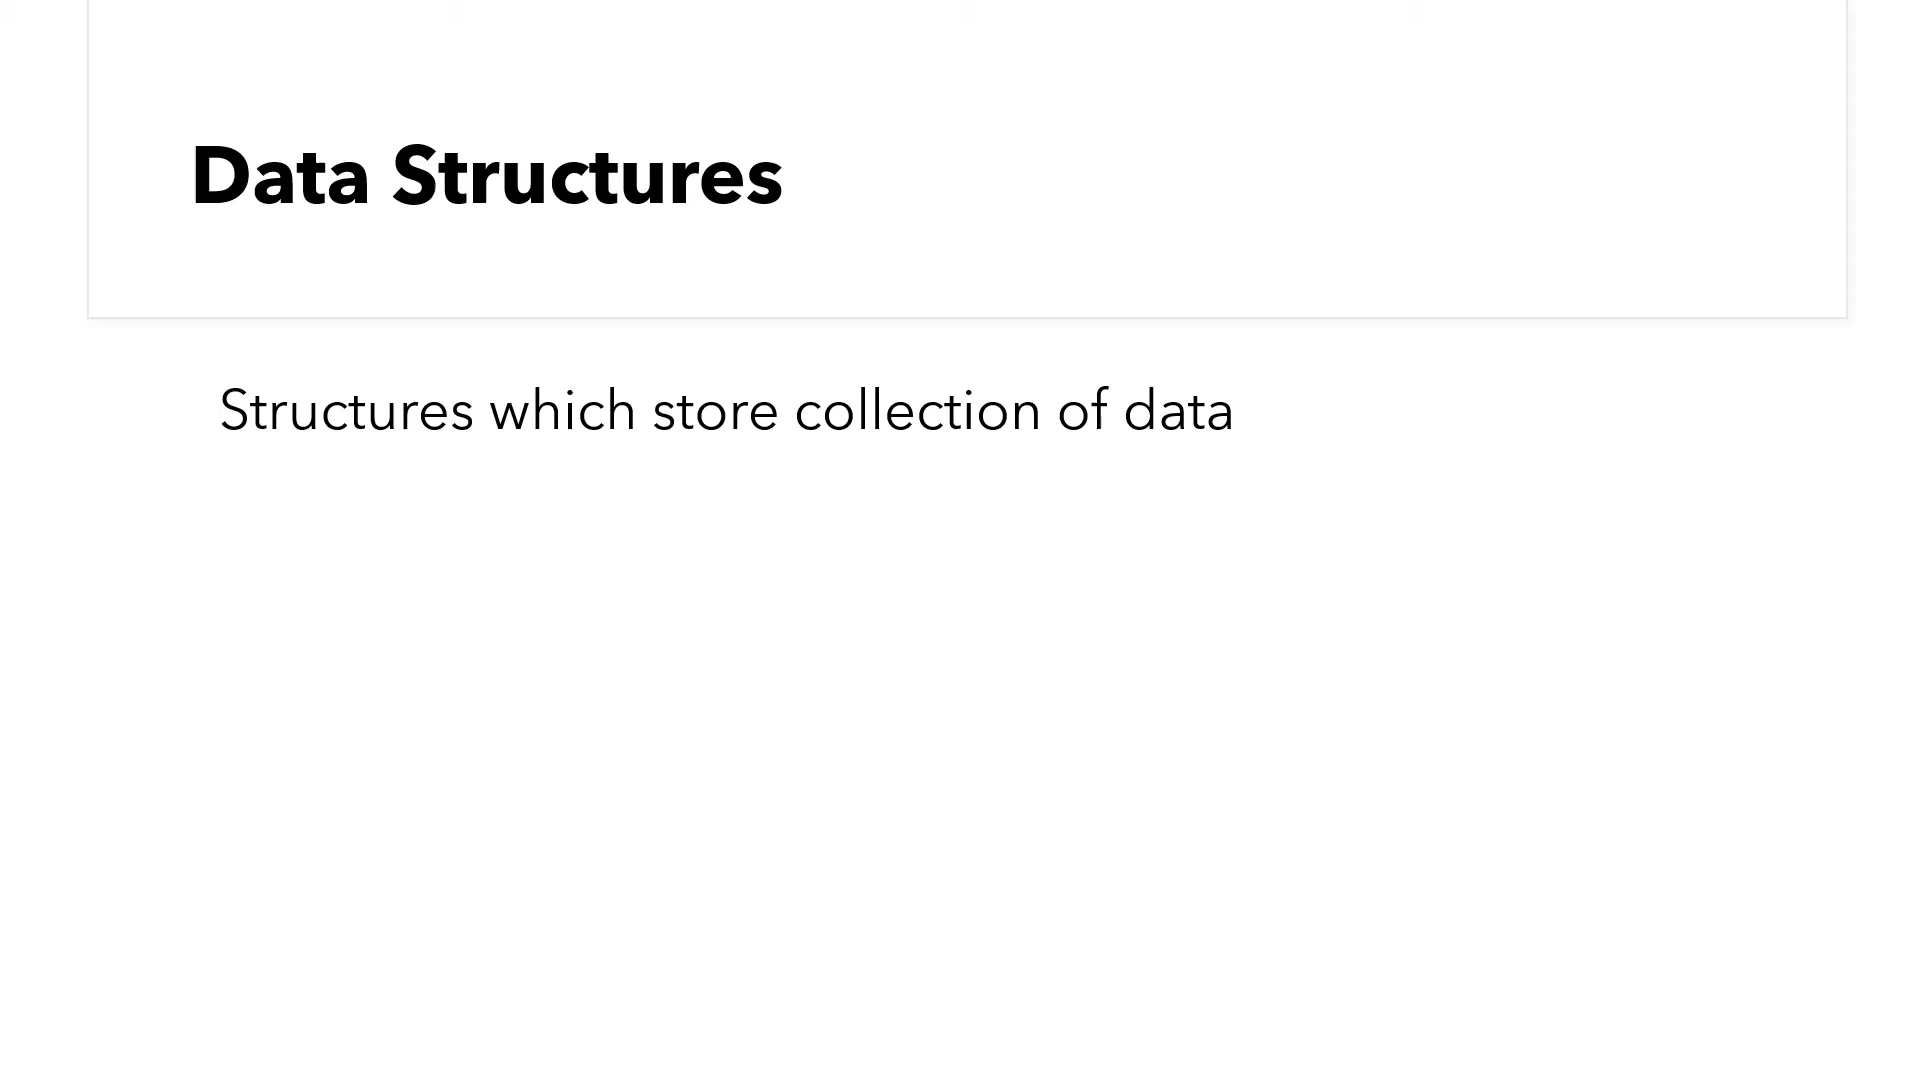 Data Structures
Structures which store collection of data